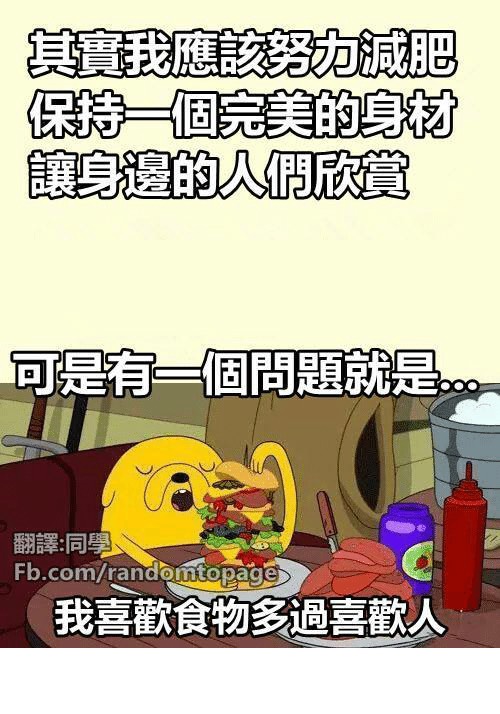 其實我應該努力減肥
保持一個完美的身材
讓身邊的人們欣賞
可是有一個問題就是...
翻譯:同學
Fb.com/randomtopage
我喜歡食物多過喜歡人